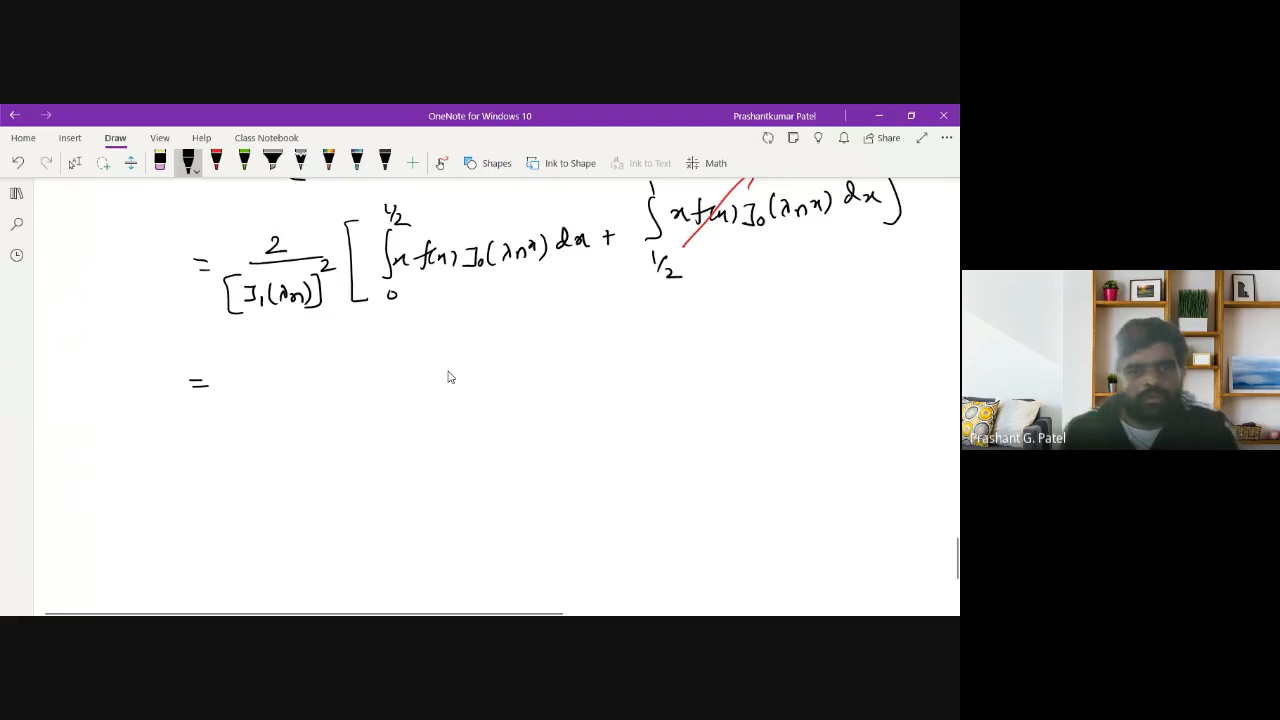 OneNote for Windows 10
Prashantkumar Patel
Home Insert Draw View Help Class Notebook
Share
Shapes Ink to Shape Ink to Text Math
= 2/[J₁(λn)]² [ ∫₀^{1/2} x f(x) J₀(λn x) dx + ∫_{1/2}^{1} x f(x) J₀(λn x) dx ]
=
Prashant G. Patel